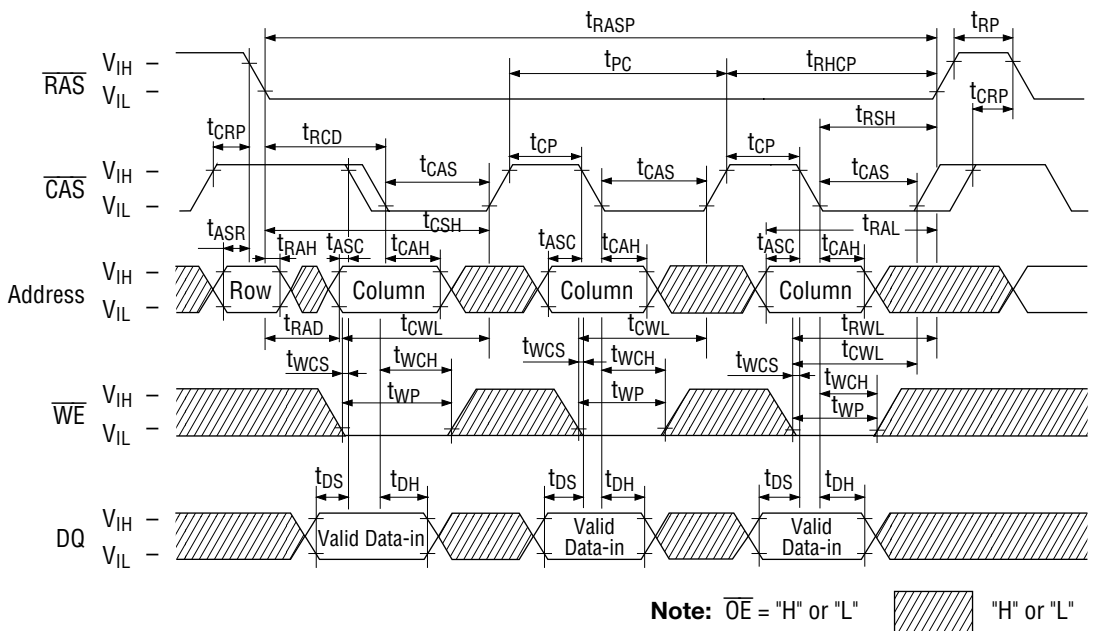 tRASP
tRP
VIH
RAS
VIL
tPC
tRHCP
tCRP
tRSH
tCRP
tRCD
tCP
tCP
VIH
CAS
VIL
tCAS
tCAS
tCAS
tCSH
tRAL
tASR
tRAH
tASC
tCAH
tASC
tCAH
tASC
tCAH
VIH
Address
VIL
Row
Column
Column
Column
tRAD
tCWL
tCWL
tRWL
tCWL
tWCS
tWCH
tWCS
tWCH
tWCS
tWCH
tWP
tWP
tWP
VIH
WE
VIL
tDS
tDH
tDS
tDH
tDS
tDH
VIH
DQ
VIL
Valid Data-in
Valid
Data-in
Valid
Data-in
Note: OE = "H" or "L"
"H" or "L"